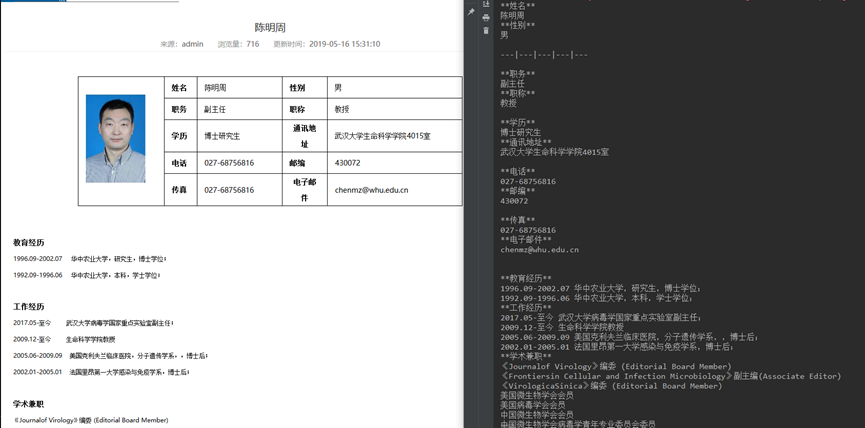 陈明周
来源：admin 浏览量：716 更新时间：2019-05-16 15:31:10
姓名 陈明周 性别 男
职务 副主任 职称 教授
学历 博士研究生 通讯地址 武汉大学生命科学学院4015室
电话 027-68756816 邮编 430072
传真 027-68756816 电子邮件 chenmz@whu.edu.cn
教育经历
1996.09-2002.07 华中农业大学，研究生，博士学位；
1992.09-1996.06 华中农业大学，本科，学士学位；
工作经历
2017.05-至今 武汉大学病毒学国家重点实验室副主任；
2009.12-至今 生命科学学院教授
2005.06-2009.09 美国克利夫兰临床医院，分子遗传学系，，博士后；
2002.01-2005.01 法国里昂第一大学感染与免疫学系，博士后；
学术兼职
《Journalof Virology》编委 (Editorial Board Member)
**姓名**
陈明周
**性别**
男
---|---|---|---|---
**职务**
副主任
**职称**
教授
**学历**
博士研究生
**通讯地址**
武汉大学生命科学学院4015室
**电话**
027-68756816
**邮编**
430072
**传真**
027-68756816
**电子邮件**
chenmz@whu.edu.cn
**教育经历**
1996.09-2002.07 华中农业大学，研究生，博士学位；
1992.09-1996.06 华中农业大学，本科，学士学位；
**工作经历**
2017.05-至今 武汉大学病毒学国家重点实验室副主任；
2009.12-至今 生命科学学院教授
2005.06-2009.09 美国克利夫兰临床医院，分子遗传学系，，博士后；
2002.01-2005.01 法国里昂第一大学感染与免疫学系，博士后；
**学术兼职**
《Journalof Virology》编委 (Editorial Board Member)
《Frontiersin Cellular and Infection Microbiology》副主编(Associate Editor)
《VirologicaSinica》编委 (Editorial Board Member)
美国微生物学会会员
美国病毒学会会员
中国微生物学会会员
中国微生物学会病毒学青年专业委员会委员